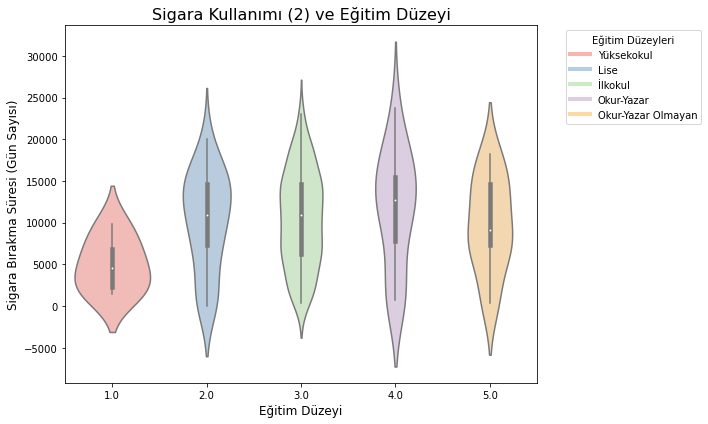 Sigara Kullanımı (2) ve Eğitim Düzeyi
Sigara Bırakma Süresi (Gün Sayısı)
30000
25000
20000
15000
10000
5000
0
−5000
1.0 2.0 3.0 4.0 5.0
Eğitim Düzeyi
Eğitim Düzeyleri
Yüksekokul
Lise
İlkokul
Okur-Yazar
Okur-Yazar Olmayan